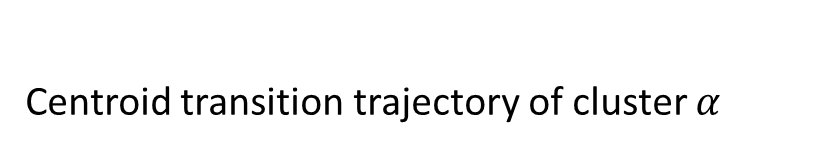 Centroid transition trajectory of cluster 𝛼